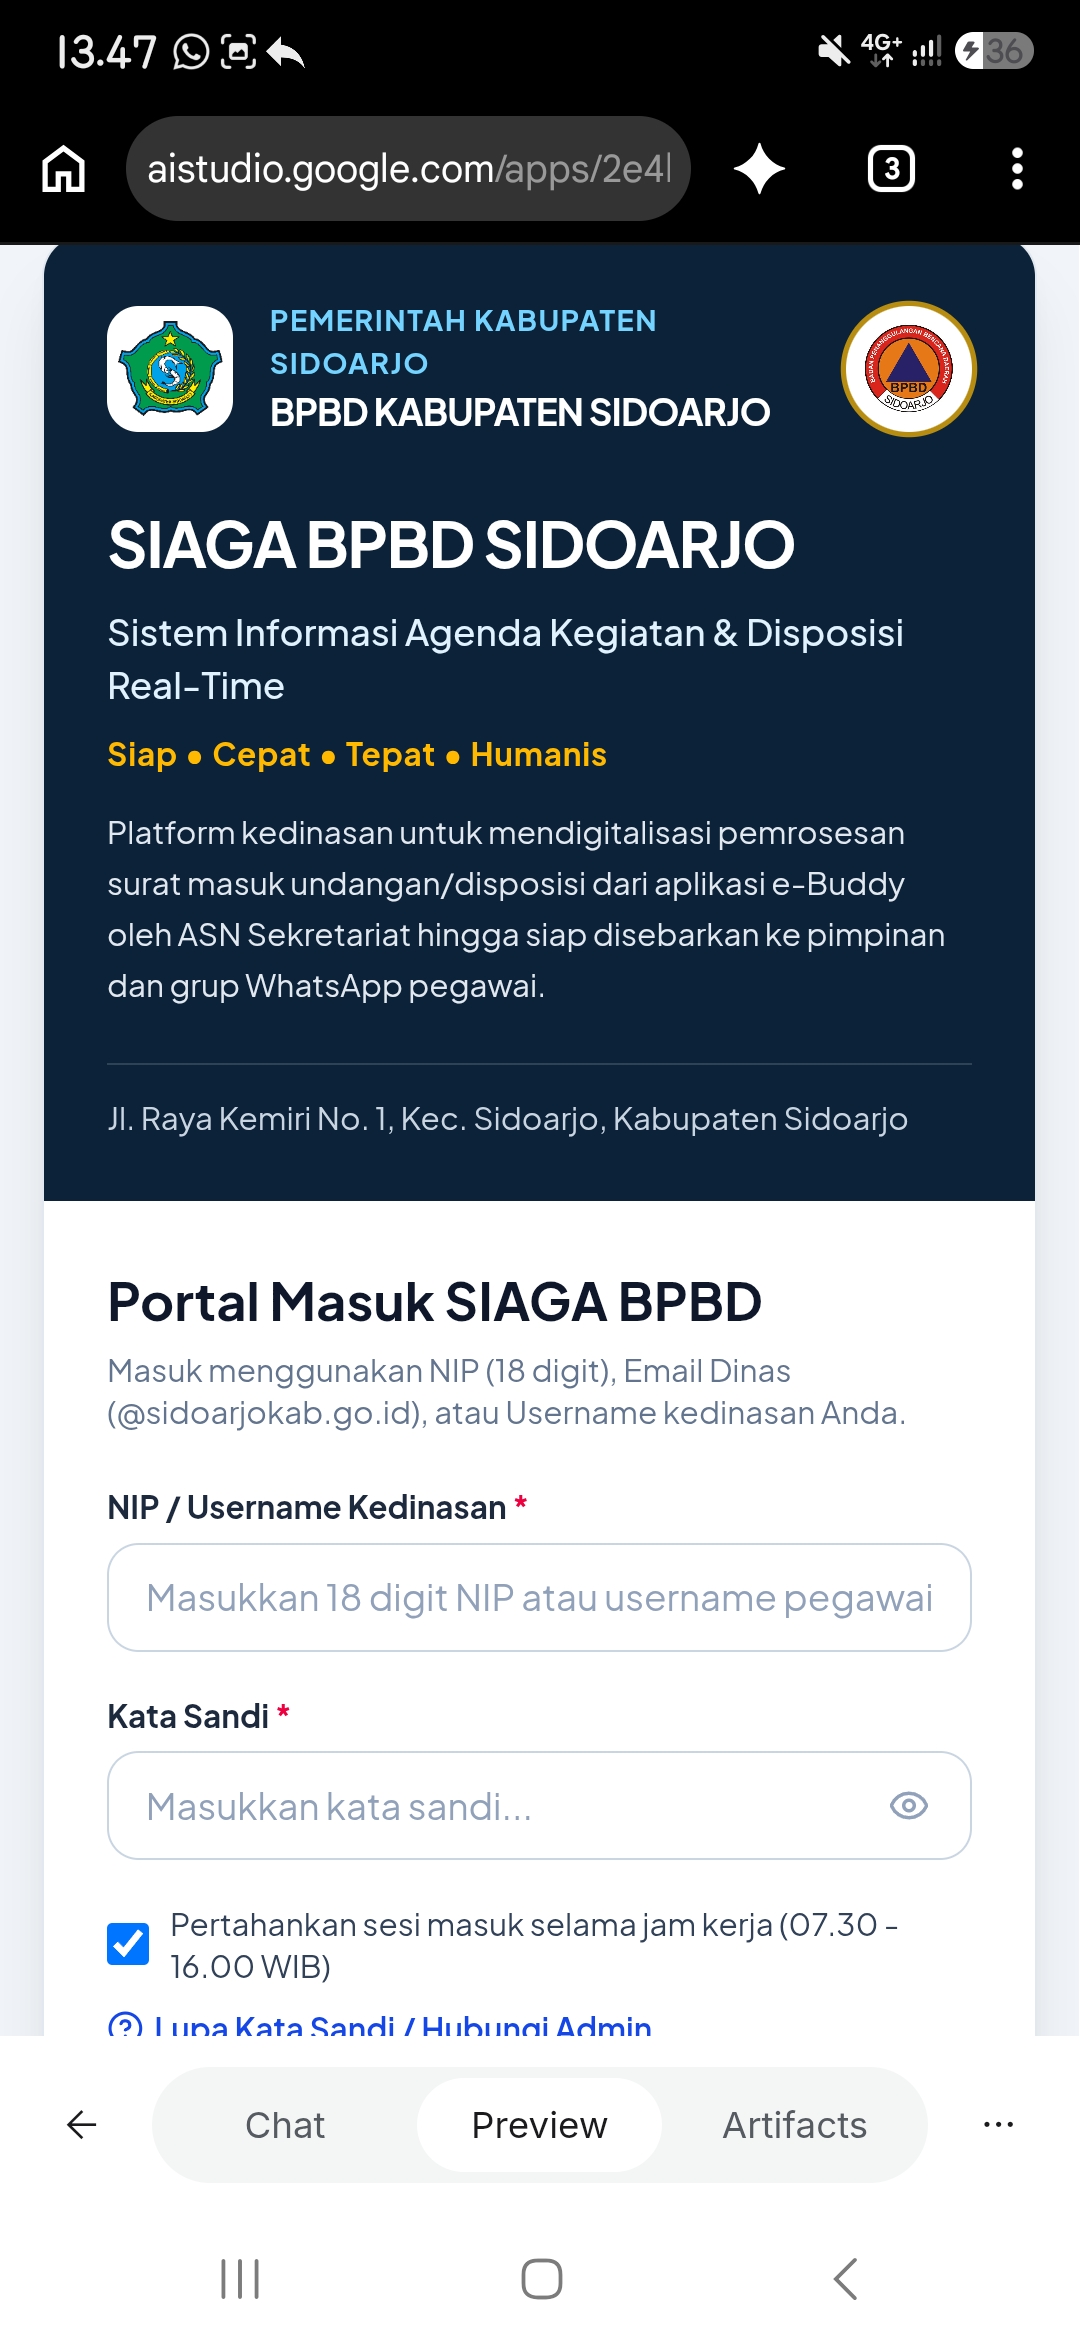 13.47
4G+
36
aistudio.google.com/apps/2e4
3
PEMERINTAH KABUPATEN
SIDOARJO
BPBD KABUPATEN SIDOARJO
BADAN PENANGGULANGAN BENCANA DAERAH
BPBD
SIDOARJO
SIAGA BPBD SIDOARJO
Sistem Informasi Agenda Kegiatan & Disposisi
Real-Time
Siap • Cepat • Tepat • Humanis
Platform kedinasan untuk mendigitalisasi pemrosesan
surat masuk undangan/disposisi dari aplikasi e-Buddy
oleh ASN Sekretariat hingga siap disebarkan ke pimpinan
dan grup WhatsApp pegawai.
Jl. Raya Kemiri No. 1, Kec. Sidoarjo, Kabupaten Sidoarjo
Portal Masuk SIAGA BPBD
Masuk menggunakan NIP (18 digit), Email Dinas
(@sidoarjokab.go.id), atau Username kedinasan Anda.
NIP / Username Kedinasan *
Masukkan 18 digit NIP atau username pegawai
Kata Sandi *
Masukkan kata sandi...
Pertahankan sesi masuk selama jam kerja (07.30 -
16.00 WIB)
Lupa Kata Sandi / Hubungi Admin
Chat
Preview
Artifacts